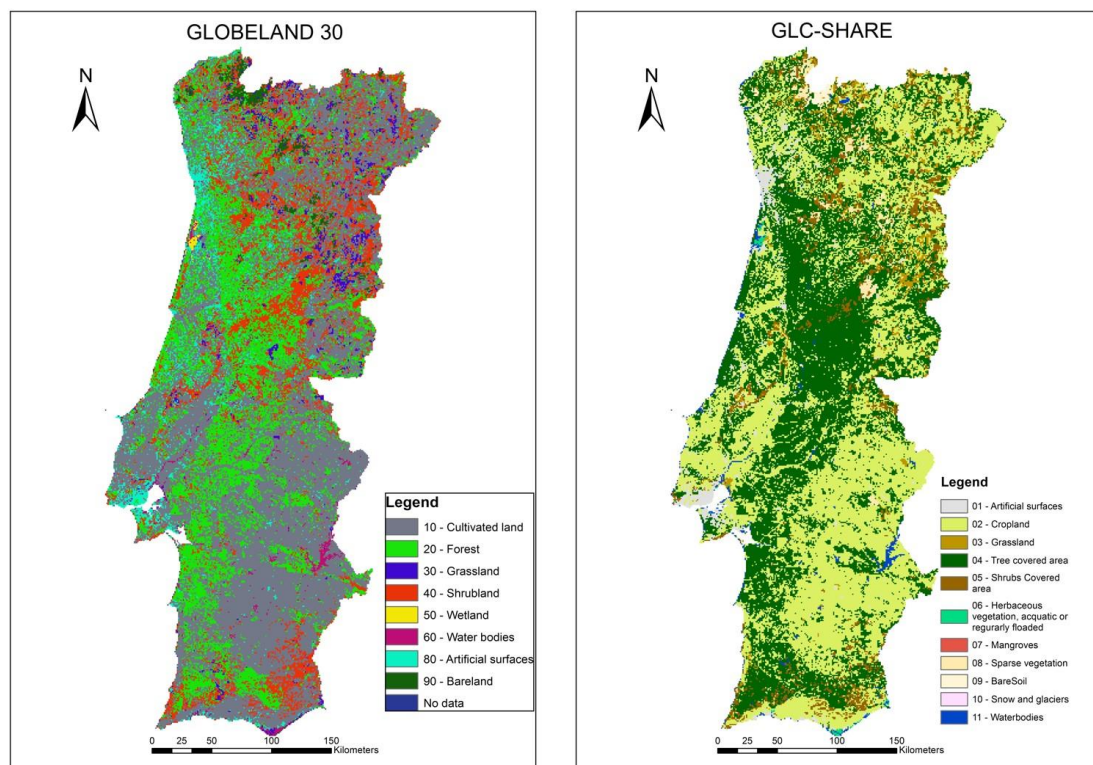 GLOBELAND 30
N
Legend
10 - Cultivated land
20 - Forest
30 - Grassland
40 - Shrubland
50 - Wetland
60 - Water bodies
80 - Artificial surfaces
90 - Bareland
No data
0 25 50 100 150
Kilometers
GLC-SHARE
N
Legend
01 - Artificial surfaces
02 - Cropland
03 - Grassland
04 - Tree covered area
05 - Shrubs Covered
area
06 - Herbaceous
vegetation, acquatic or
regurarly floaded
07 - Mangroves
08 - Sparse vegetation
09 - BareSoil
10 - Snow and glaciers
11 - Waterbodies
0 25 50 100 150
Kilometers